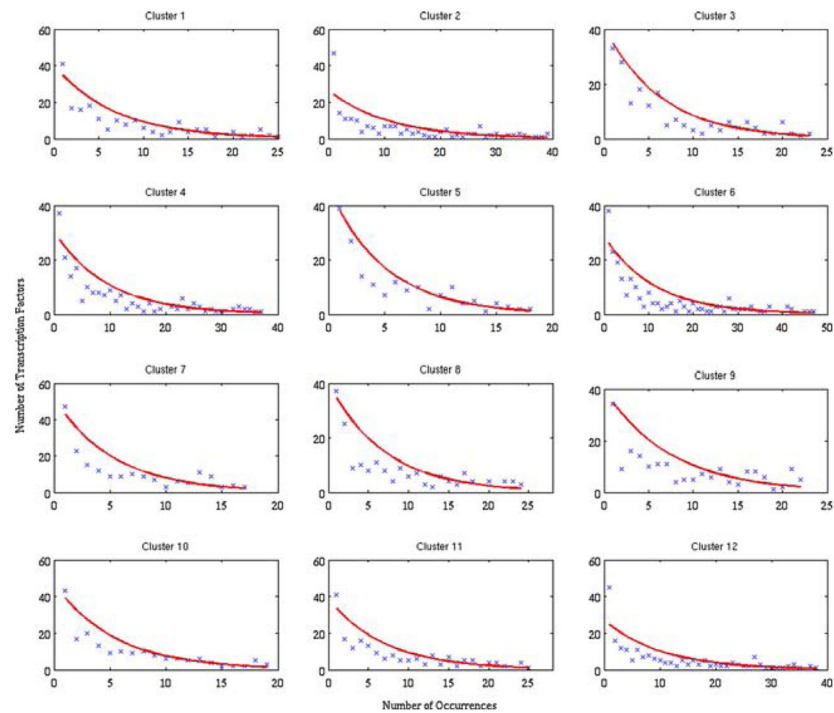 Cluster 1
Cluster 2
Cluster 3
60
40
20
0
0 5 10 15 20 25
60
40
20
0
0 10 20 30 40
40
20
0
0 5 10 15 20 25
Cluster 4
Cluster 5
Cluster 6
40
20
0
0 10 20 30 40
40
20
0
0 5 10 15 20
40
20
0
0 10 20 30 40 50
Number of Transcription Factors
Cluster 7
Cluster 8
Cluster 9
60
40
20
0
0 5 10 15 20
40
20
0
0 5 10 15 20 25
40
20
0
0 5 10 15 20 25
Cluster 10
Cluster 11
Cluster 12
60
40
20
0
0 5 10 15 20
60
40
20
0
0 5 10 15 20 25
60
40
20
0
0 10 20 30 40
Number of Occurrences